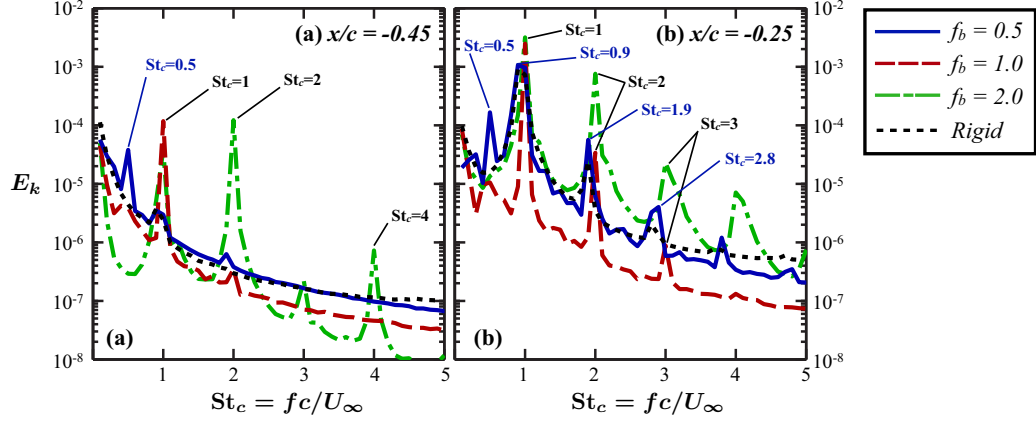 10⁻²
10⁻³
10⁻⁴
10⁻⁵
10⁻⁶
10⁻⁷
10⁻⁸
E_k
(a) x/c = -0.45
St_c=0.5
St_c=1
St_c=2
St_c=4
(a)
1 2 3 4 5
St_c = fc/U_∞
(b) x/c = -0.25
St_c=1
St_c=0.5
St_c=0.9
St_c=2
St_c=1.9
St_c=3
St_c=2.8
(b)
1 2 3 4 5
St_c = fc/U_∞
10⁻²
10⁻³
10⁻⁴
10⁻⁵
10⁻⁶
10⁻⁷
10⁻⁸
f_b = 0.5
f_b = 1.0
f_b = 2.0
Rigid